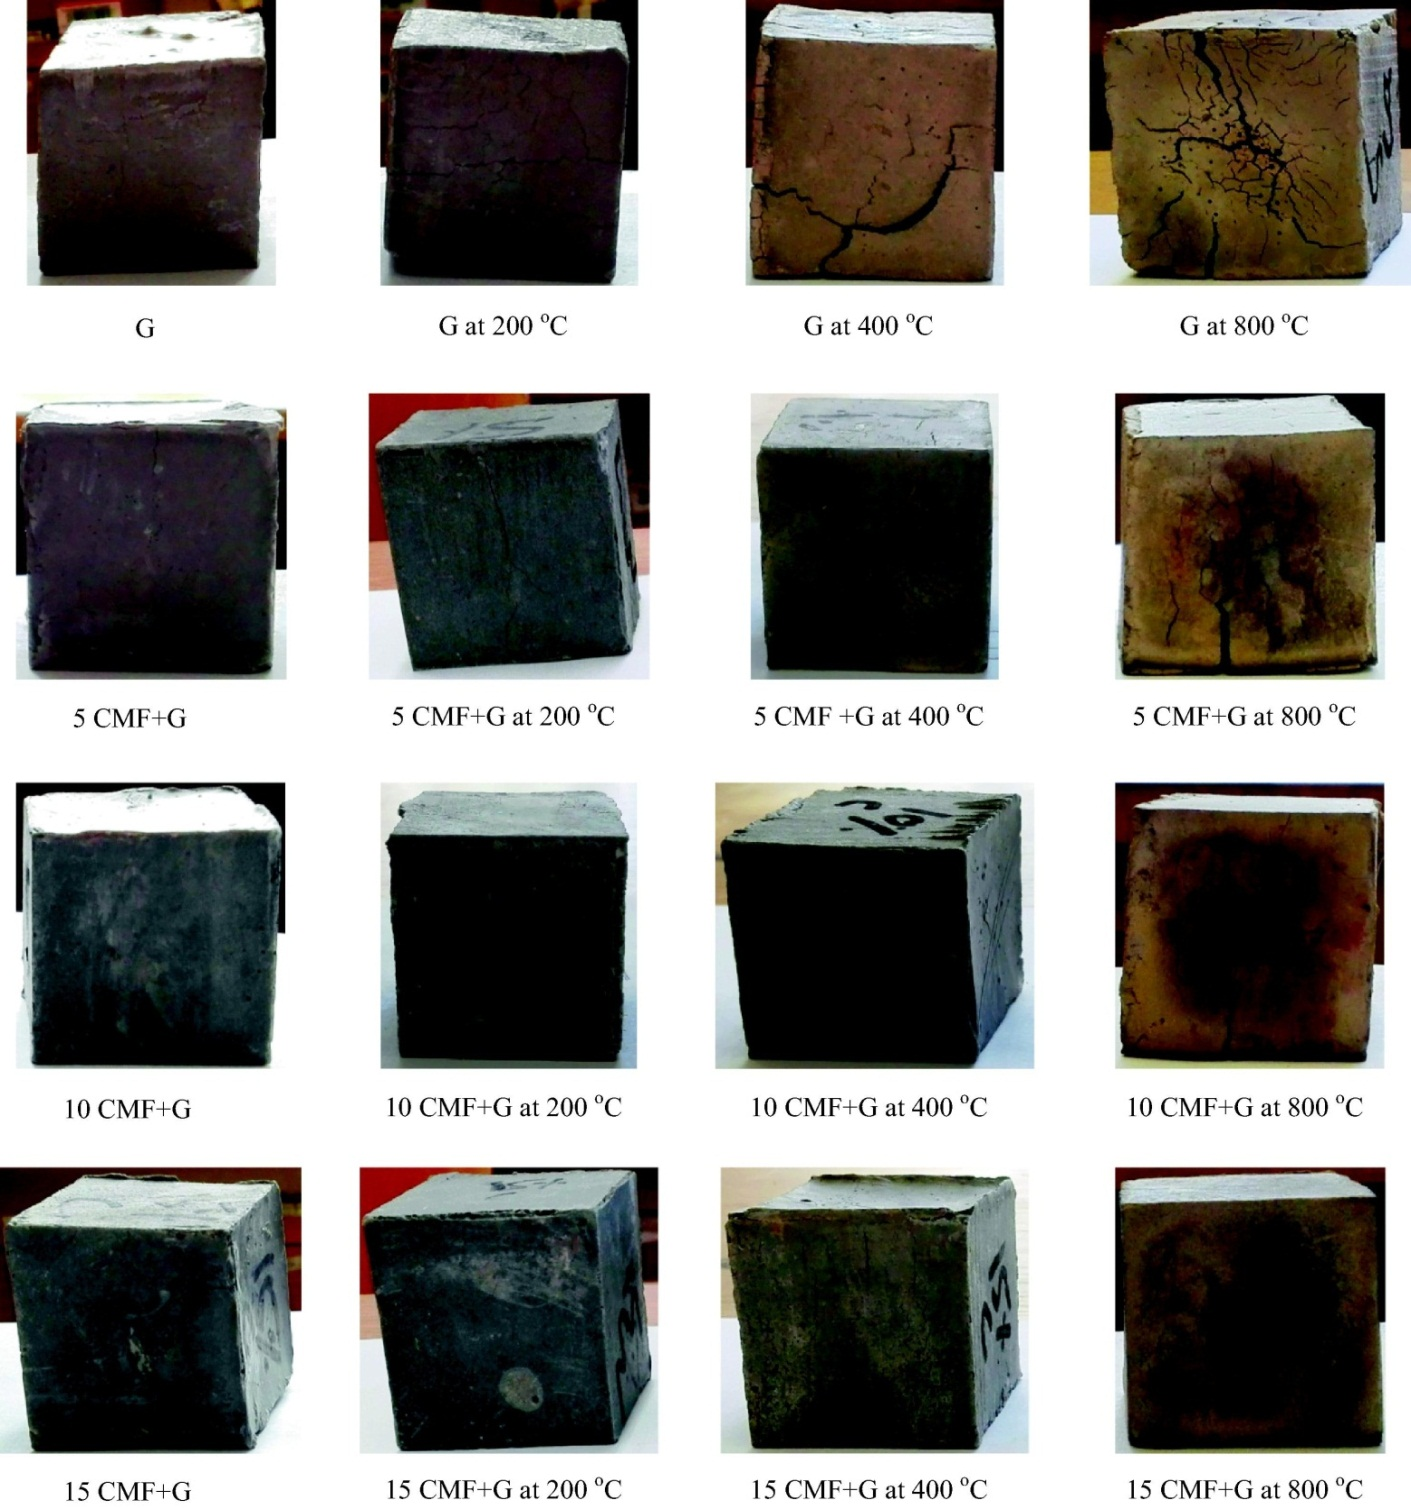 G
G at 200 °C
G at 400 °C
G at 800 °C
5 CMF+G
5 CMF+G at 200 °C
5 CMF +G at 400 °C
5 CMF+G at 800 °C
10 CMF+G
10 CMF+G at 200 °C
10 CMF+G at 400 °C
10 CMF+G at 800 °C
15 CMF+G
15 CMF+G at 200 °C
15 CMF+G at 400 °C
15 CMF+G at 800 °C